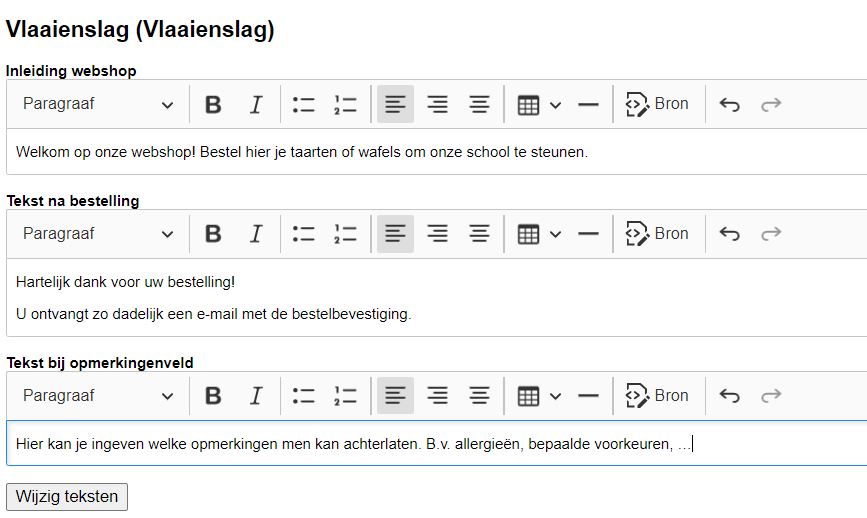 Vlaaienslag (Vlaaienslag)
Inleiding webshop
Paragraaf B I Bron
Welkom op onze webshop! Bestel hier je taarten of wafels om onze school te steunen.
Tekst na bestelling
Paragraaf B I Bron
Hartelijk dank voor uw bestelling!
U ontvangt zo dadelijk een e-mail met de bestelbevestiging.
Tekst bij opmerkingenveld
Paragraaf B I Bron
Hier kan je ingeven welke opmerkingen men kan achterlaten. B.v. allergieën, bepaalde voorkeuren, ...
Wijzig teksten